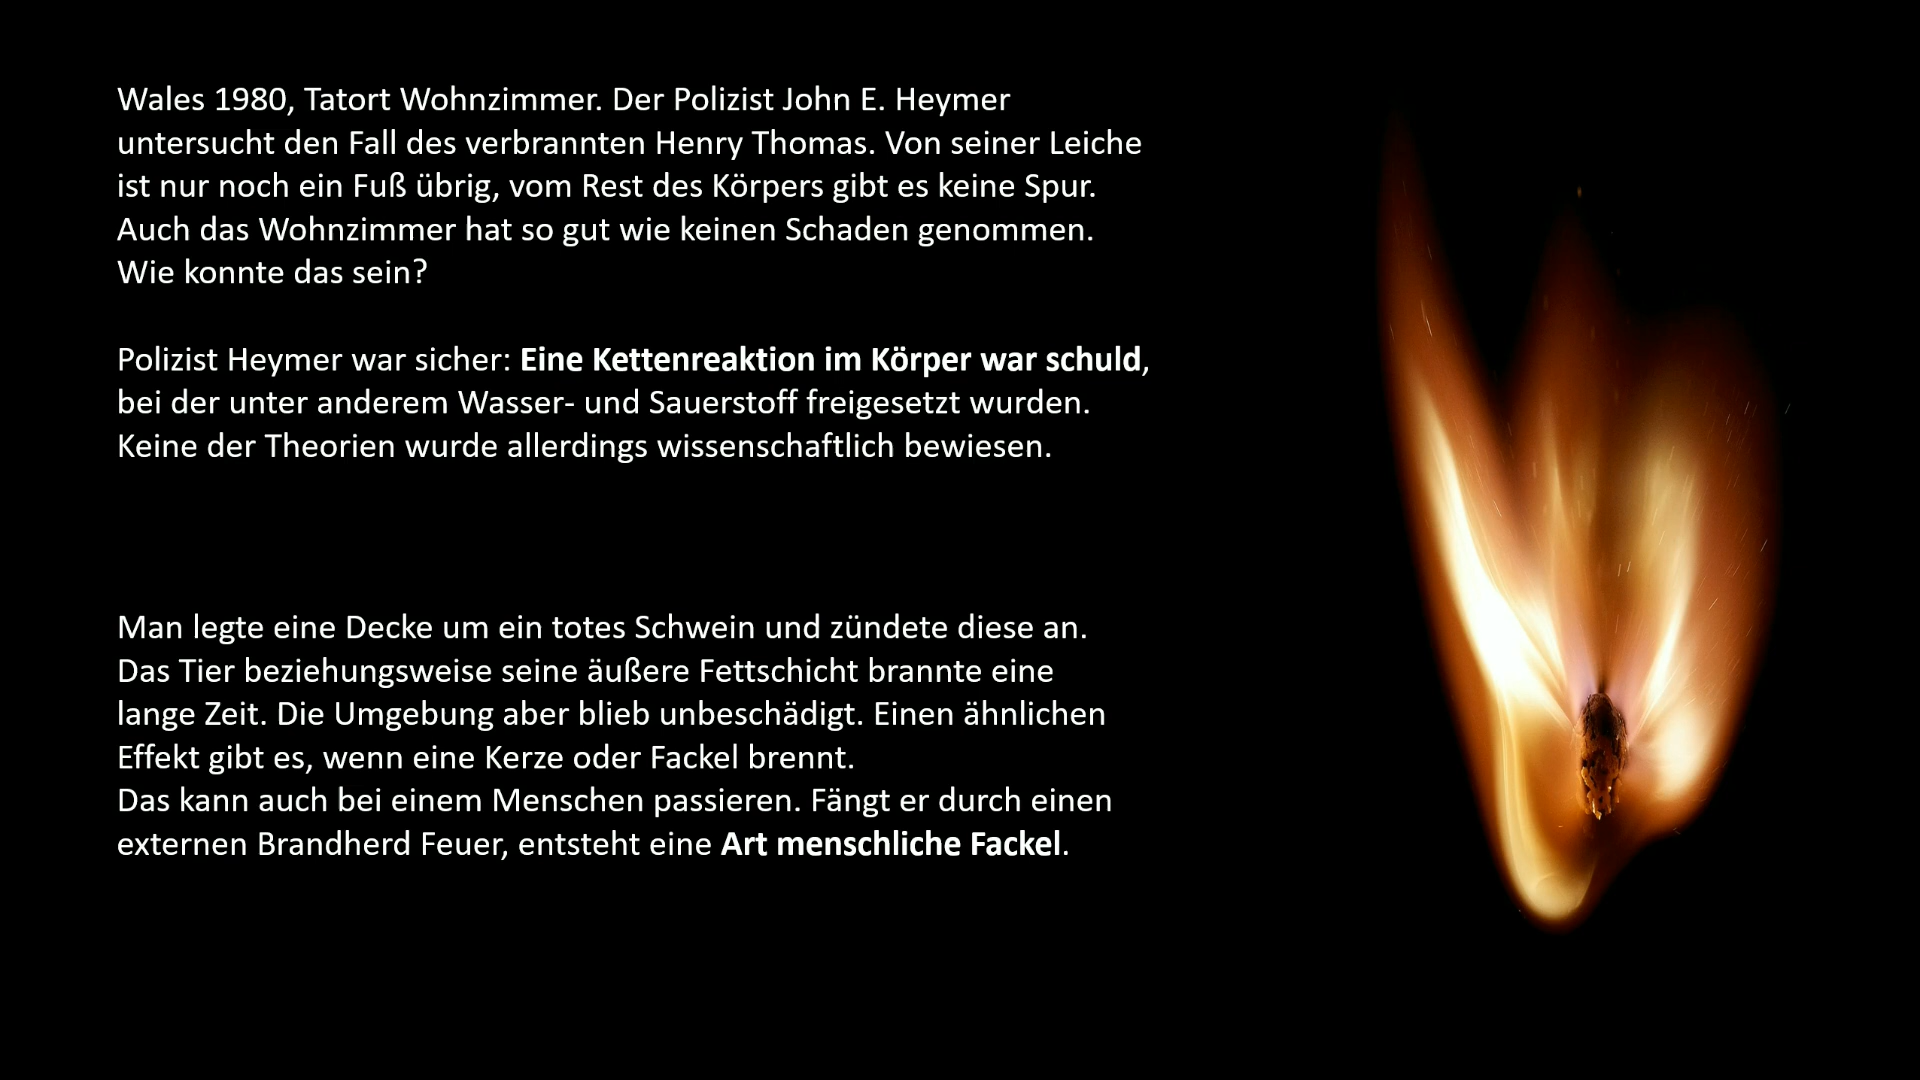 Wales 1980, Tatort Wohnzimmer. Der Polizist John E. Heymer
untersucht den Fall des verbrannten Henry Thomas. Von seiner Leiche
ist nur noch ein Fuß übrig, vom Rest des Körpers gibt es keine Spur.
Auch das Wohnzimmer hat so gut wie keinen Schaden genommen.
Wie konnte das sein?
Polizist Heymer war sicher: Eine Kettenreaktion im Körper war schuld,
bei der unter anderem Wasser- und Sauerstoff freigesetzt wurden.
Keine der Theorien wurde allerdings wissenschaftlich bewiesen.
Man legte eine Decke um ein totes Schwein und zündete diese an.
Das Tier beziehungsweise seine äußere Fettschicht brannte eine
lange Zeit. Die Umgebung aber blieb unbeschädigt. Einen ähnlichen
Effekt gibt es, wenn eine Kerze oder Fackel brennt.
Das kann auch bei einem Menschen passieren. Fängt er durch einen
externen Brandherd Feuer, entsteht eine Art menschliche Fackel.